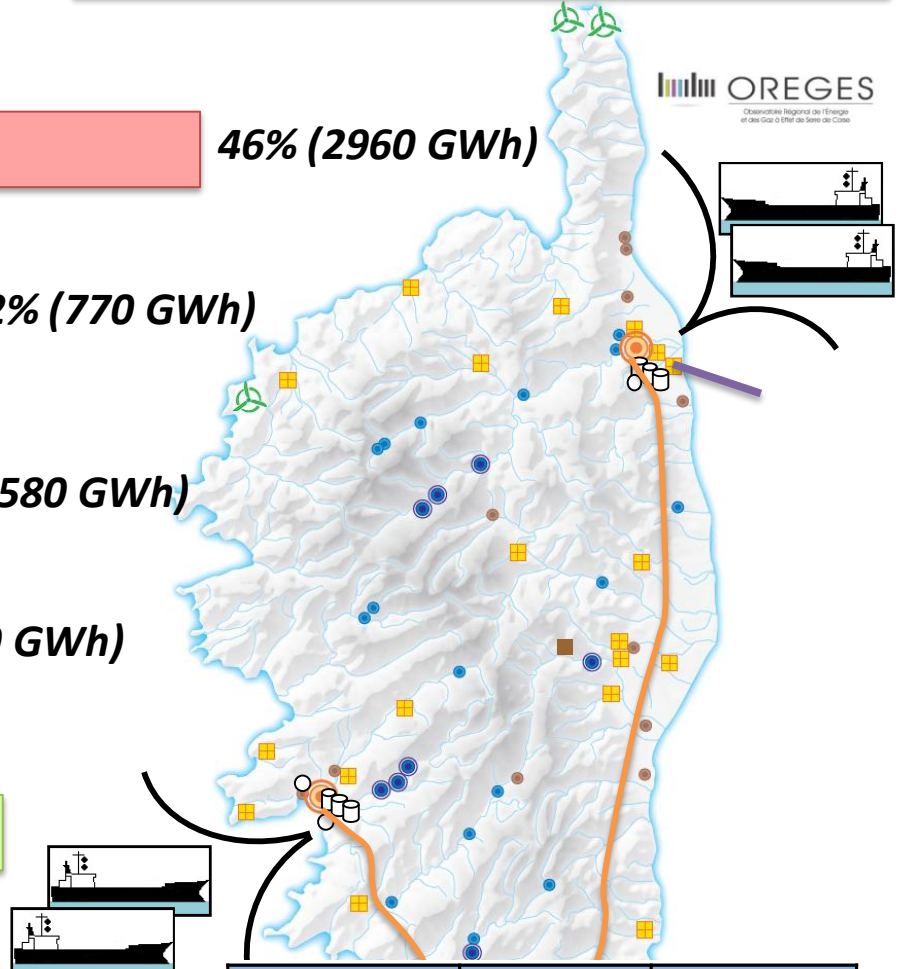 OREGES
Observatoire Régional de l'Énergie
et des Gaz à Effet de Serre de Corse
46% (2960 GWh)
2% (770 GWh)
580 GWh)
GWh)